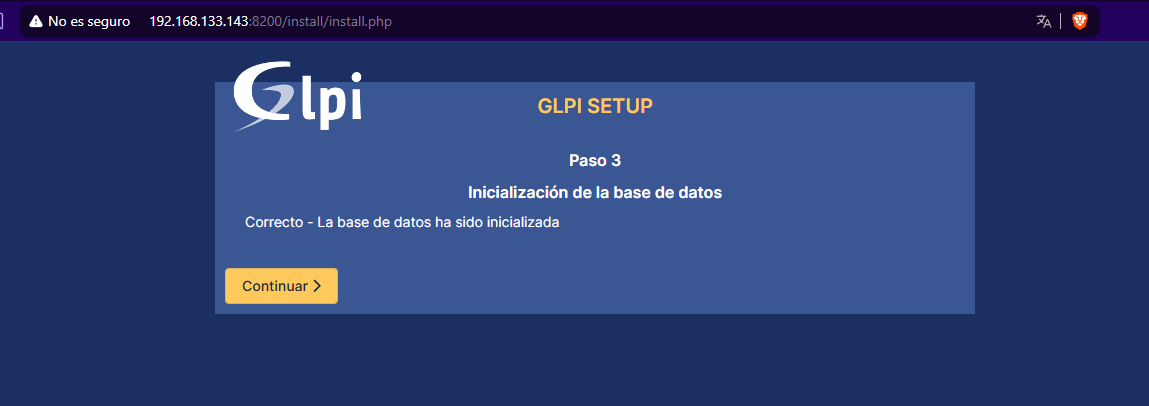 No es seguro 192.168.133.143:8200/install/install.php
Glpi
GLPI SETUP
Paso 3
Inicialización de la base de datos
Correcto - La base de datos ha sido inicializada
Continuar